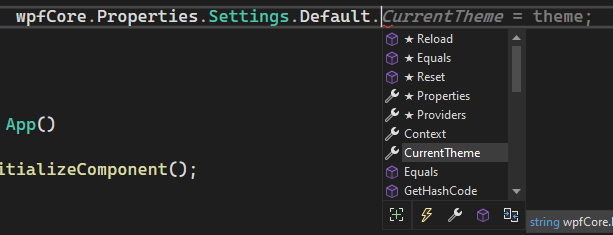 wpfCore.Properties.Settings.Default.CurrentTheme = theme;
★ Reload
★ Equals
★ Reset
★ Properties
★ Providers
App()
Context
CurrentTheme
itializeComponent();
Equals
GetHashCode
string wpfCore.